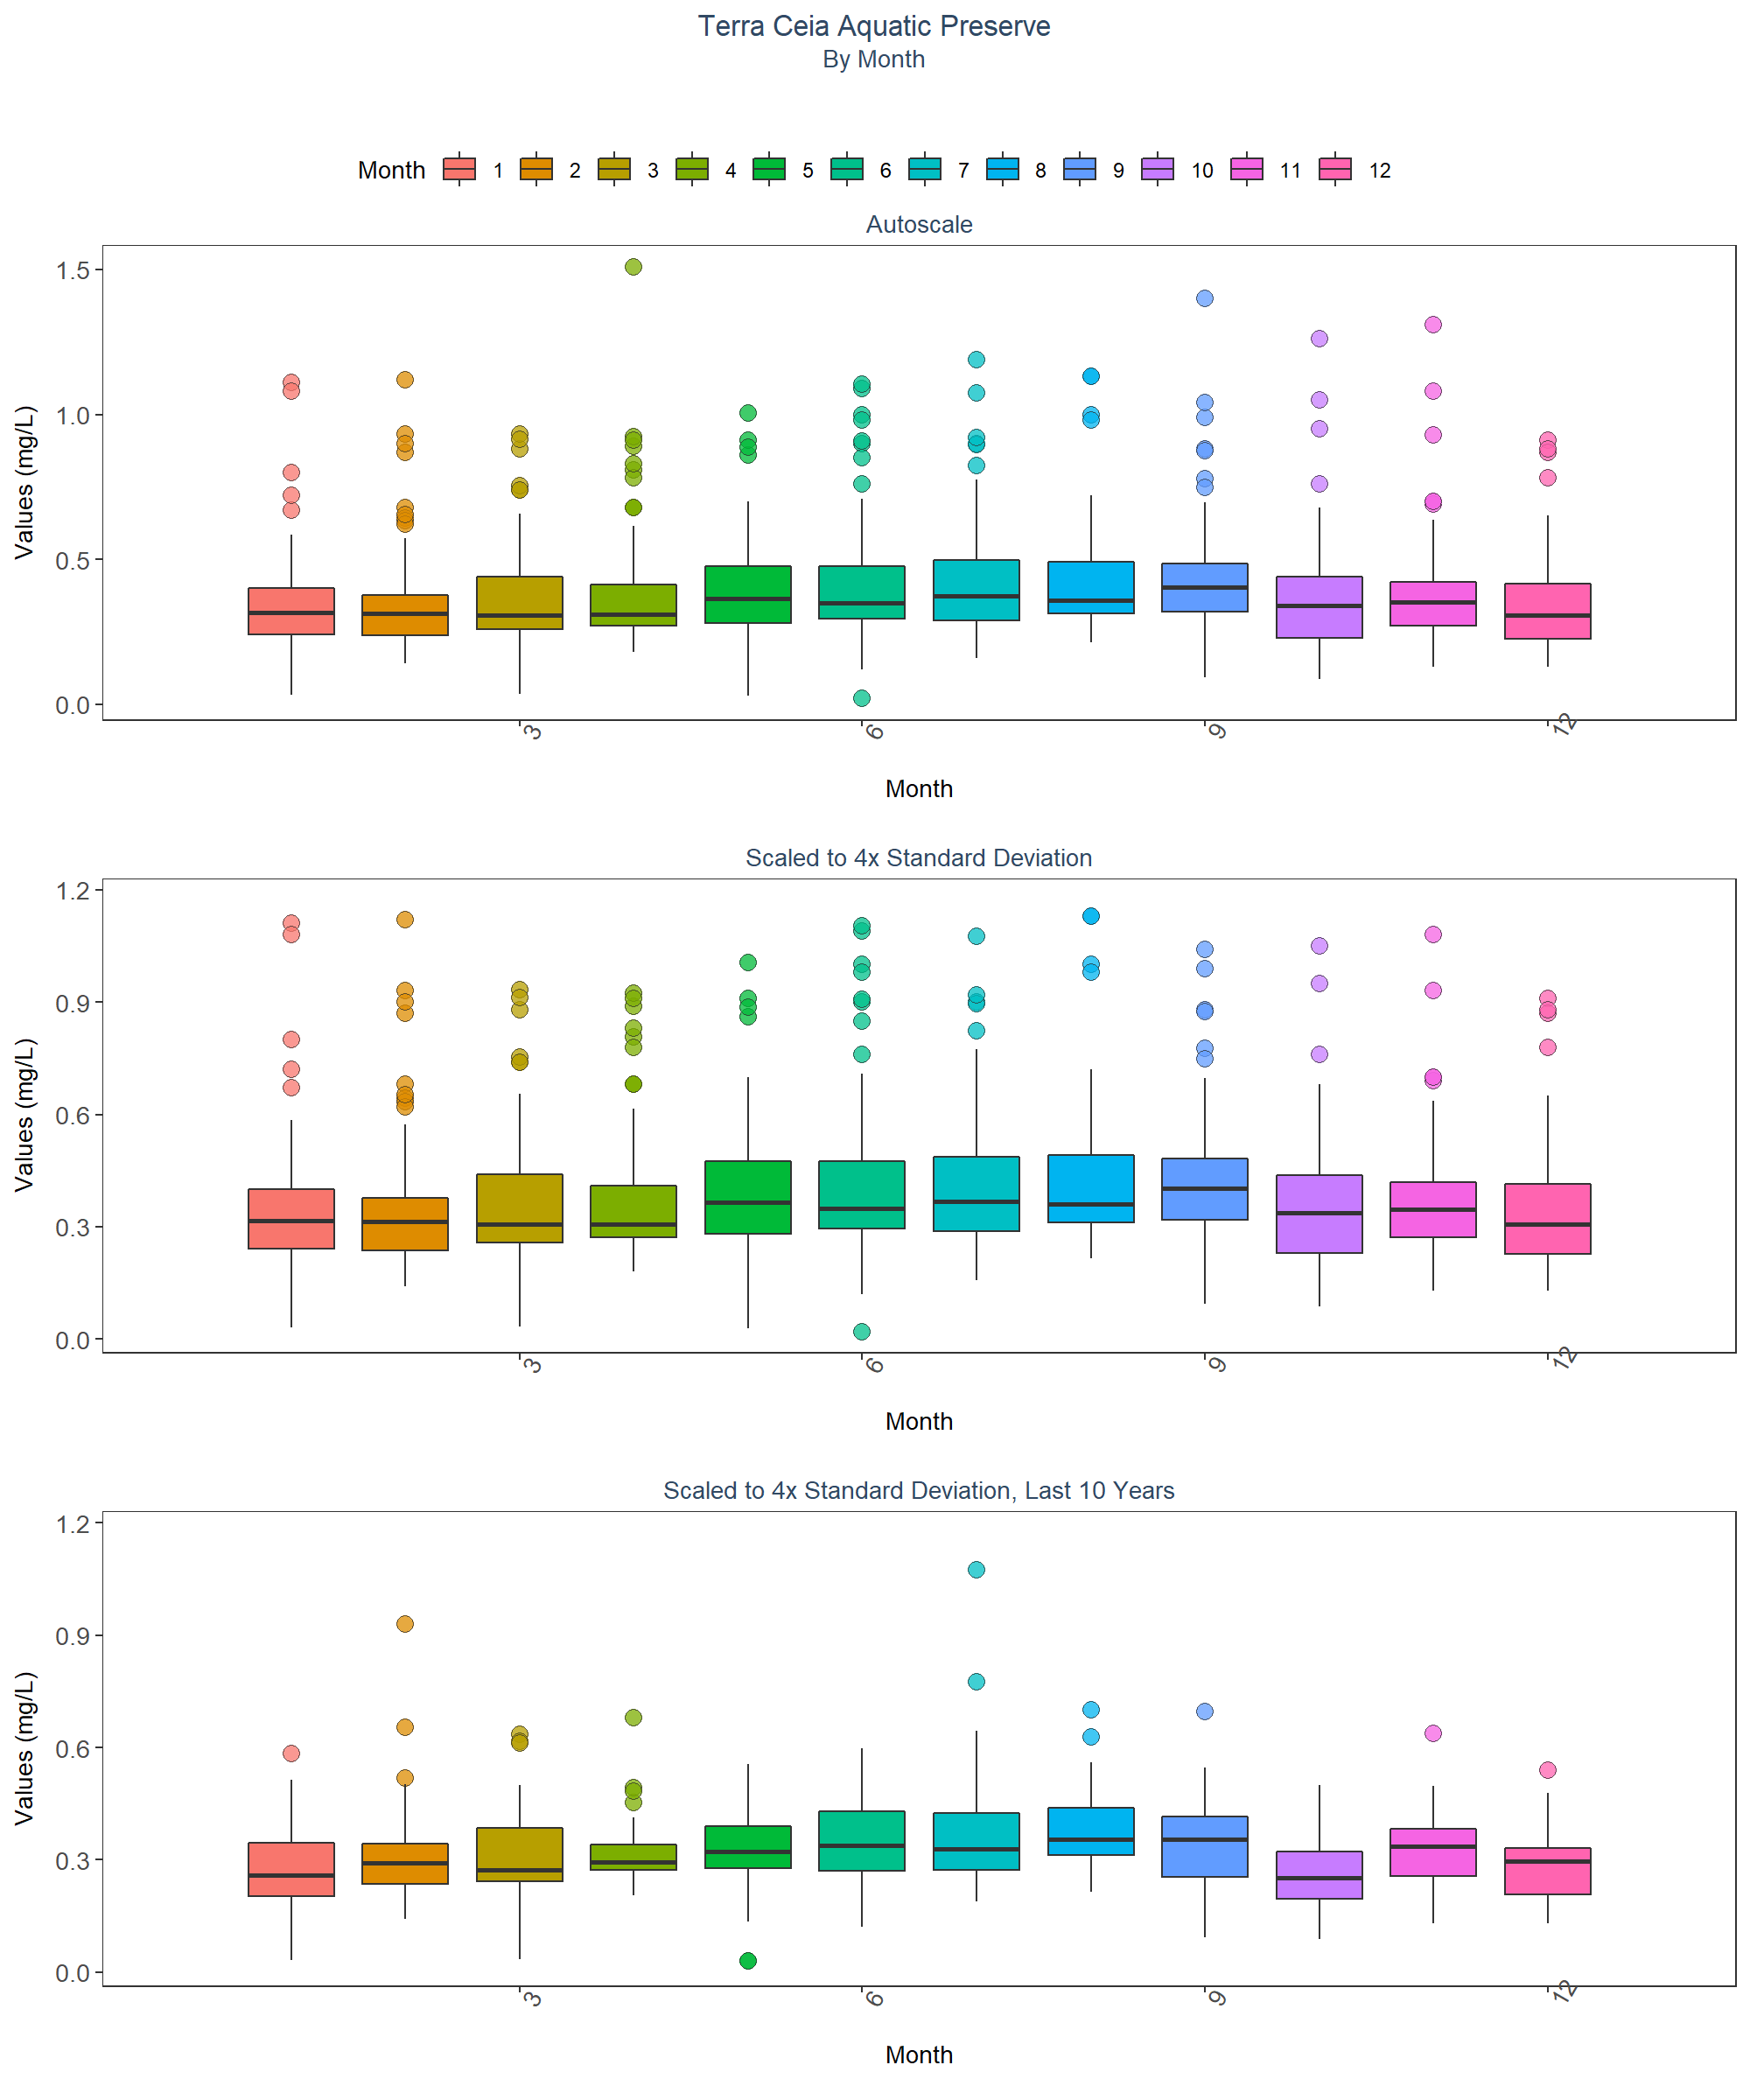 Terra Ceia Aquatic Preserve
By Month
Month 1 2 3 4 5 6 7 8 9 10 11 12
Autoscale
Values (mg/L)
1.5
1.0
0.5
0.0
3 6 9 12
Month
Scaled to 4x Standard Deviation
Values (mg/L)
1.2
0.9
0.6
0.3
0.0
3 6 9 12
Month
Scaled to 4x Standard Deviation, Last 10 Years
Values (mg/L)
1.2
0.9
0.6
0.3
0.0
3 6 9 12
Month